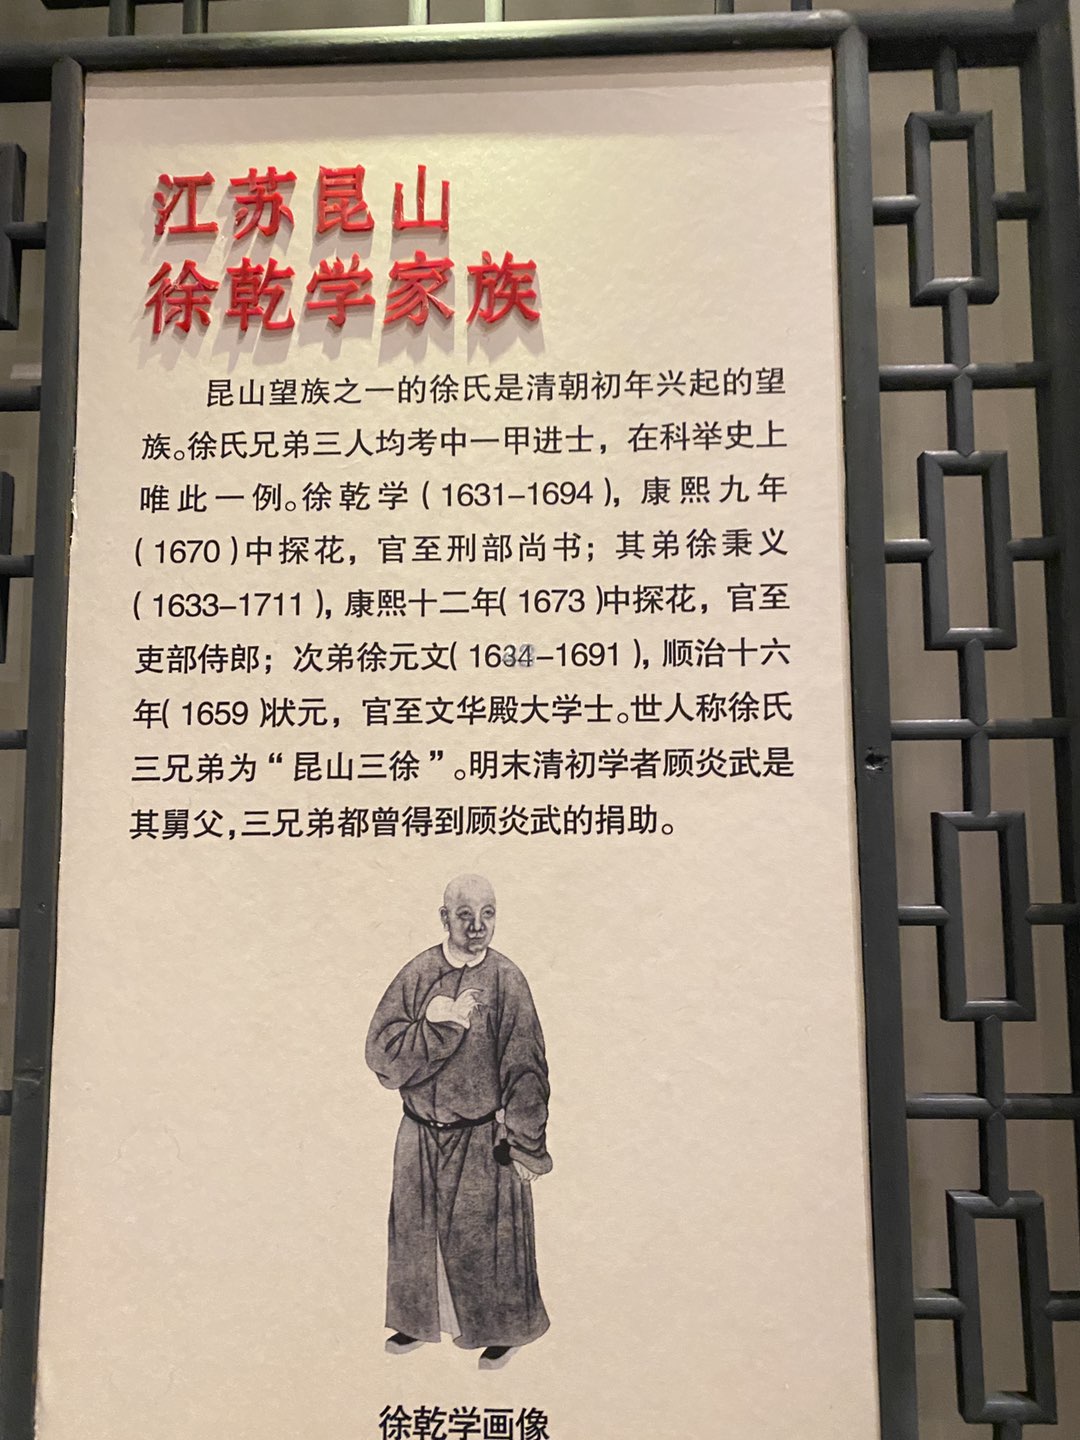 江苏昆山
徐乾学家族
昆山望族之一的徐氏是清朝初年兴起的望
族。徐氏兄弟三人均考中一甲进士，在科举史上
唯此一例。徐乾学（1631-1694），康熙九年
（1670）中探花，官至刑部尚书；其弟徐秉义
（1633-1711），康熙十二年（1673）中探花，官至
吏部侍郎；次弟徐元文（1634-1691），顺治十六
年（1659）状元，官至文华殿大学士。世人称徐氏
三兄弟为“昆山三徐”。明末清初学者顾炎武是
其舅父，三兄弟都曾得到顾炎武的捐助。
徐乾学画像